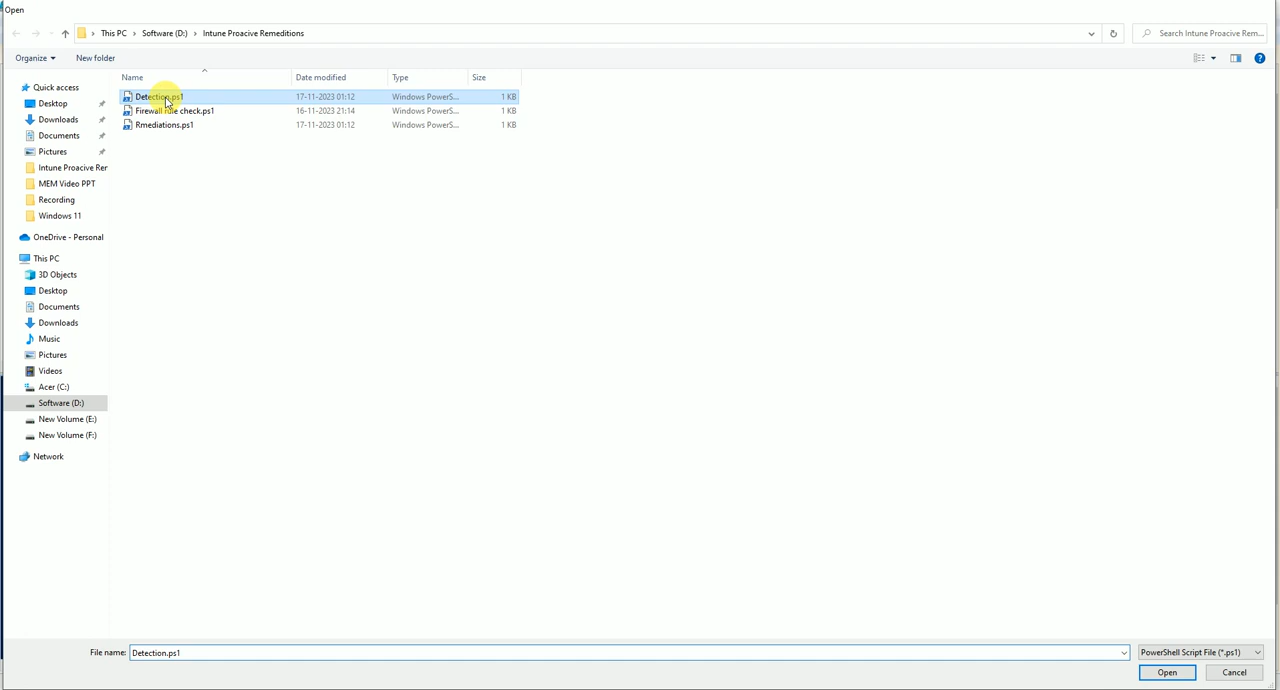 Open
This PC > Software (D:) > Intune Proacive Remeditions
Search Intune Proacive Rem...
Organize
New folder
Name
Date modified
Type
Size
Detection.ps1 17-11-2023 01:12 Windows PowerS... 1 KB
Firewall rule check.ps1 16-11-2023 21:14 Windows PowerS... 1 KB
Rmediations.ps1 17-11-2023 01:12 Windows PowerS... 1 KB
Quick access
Desktop
Downloads
Documents
Pictures
Intune Proacive Rer
MEM Video PPT
Recording
Windows 11
OneDrive - Personal
This PC
3D Objects
Desktop
Documents
Downloads
Music
Pictures
Videos
Acer (C:)
Software (D:)
New Volume (E:)
New Volume (F:)
Network
File name: Detection.ps1
PowerShell Script File (*.ps1)
Open
Cancel